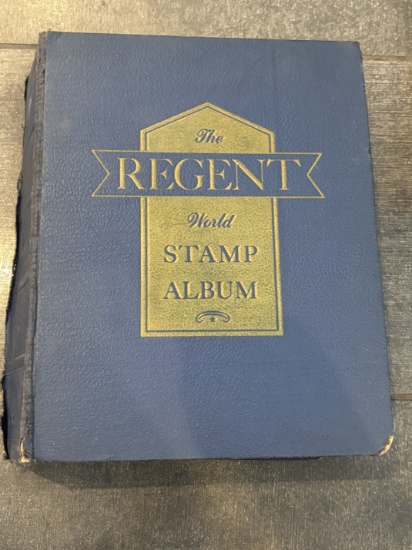 The
REGENT
World
STAMP
ALBUM